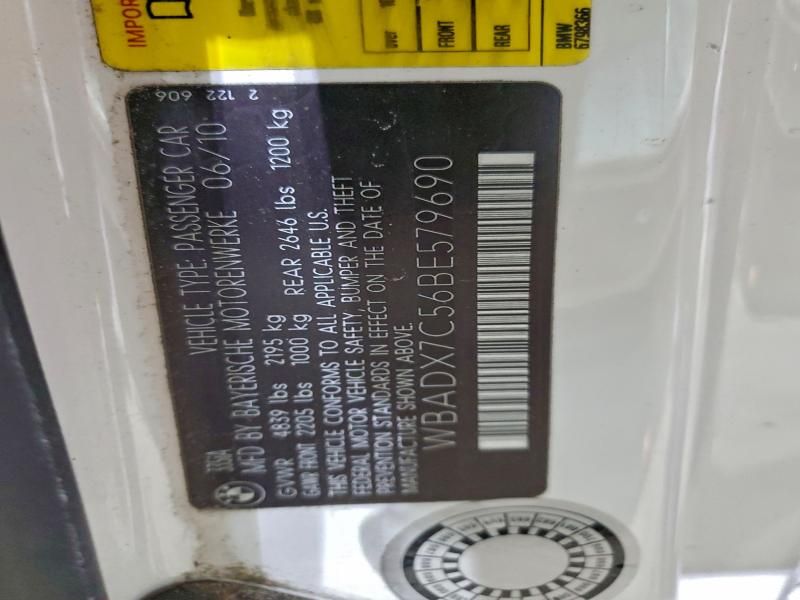 IMPOR
over
FRONT
REAR
BMW
6798366
2 122 606
VEHICLE TYPE: PASSENGER CAR
MFD BY BAYERISCHE MOTORENWERKE 06/10
GVWR 4839 lbs 2195 kg
GAWR FRONT 2205 lbs 1000 kg REAR 2646 lbs 1200 kg
THIS VEHICLE CONFORMS TO ALL APPLICABLE U.S.
FEDERAL MOTOR VEHICLE SAFETY, BUMPER AND THEFT
PREVENTION STANDARDS IN EFFECT ON THE DATE OF
MANUFACTURE SHOWN ABOVE.
WBADX7C56BE579690